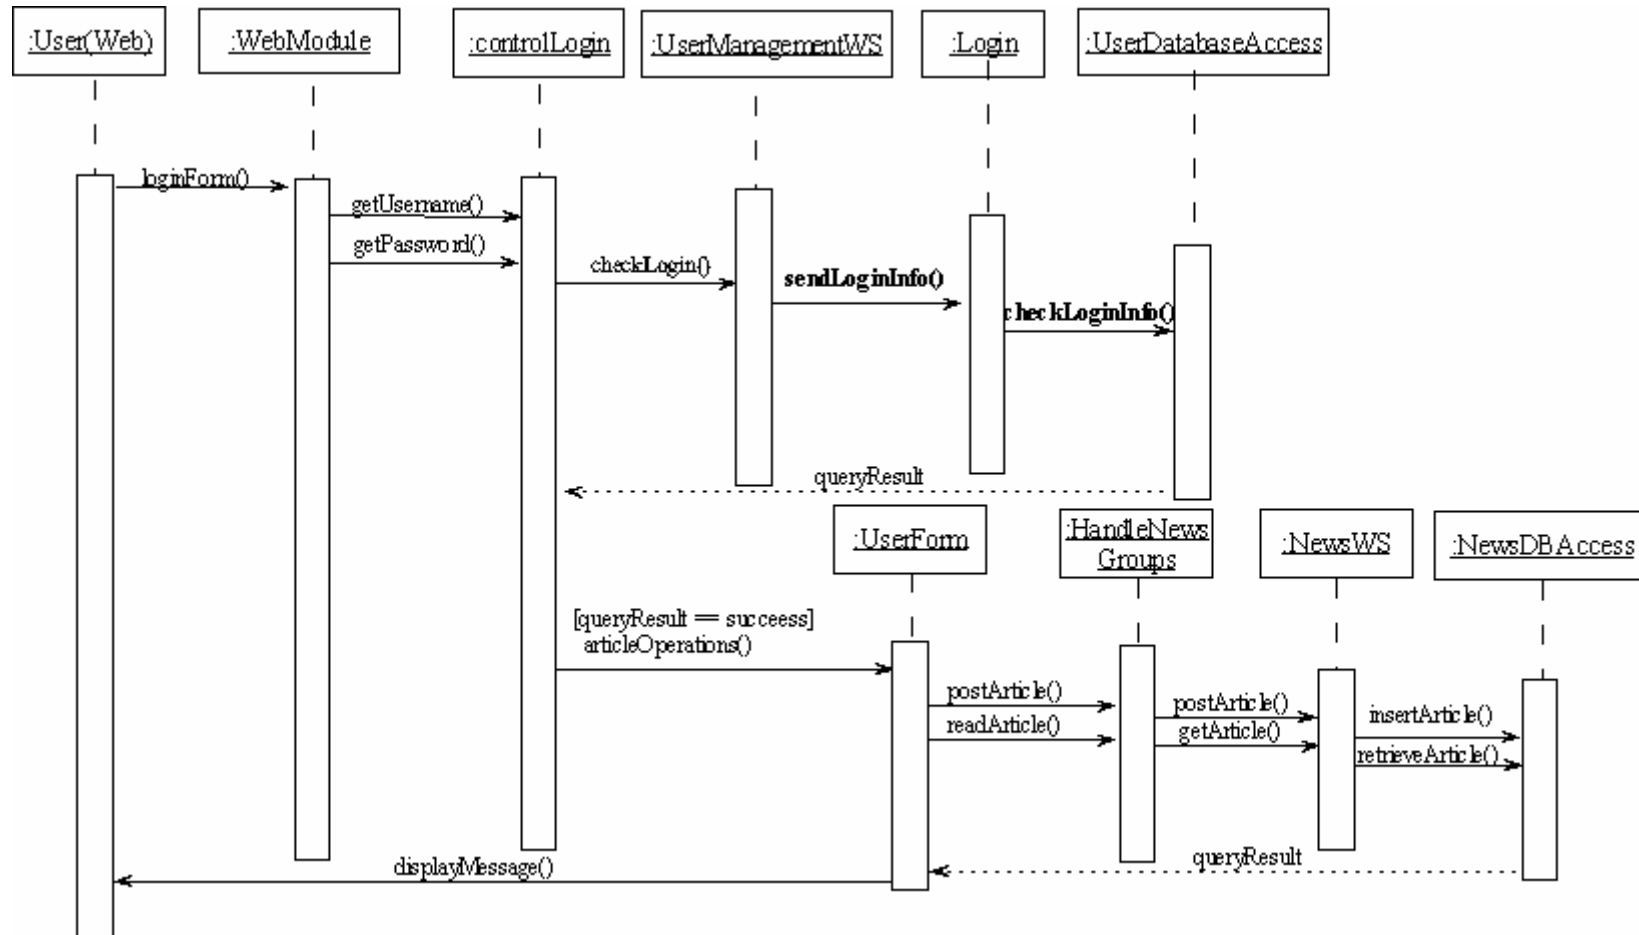 :User(Web)
:WebModule
:controlLogin
:UserManagementWS
:Login
:UserDatabaseAccess
loginForm()
getUsername()
getPassword()
checkLogin()
sendLoginInfo()
checkLoginInfo()
queryResult
:UserForm
:HandleNews
Groups
:NewsWS
:NewsDBAccess
[queryResult == succeess]
articleOperations()
postArticle()
readArticle()
postArticle()
getArticle()
insertArticle()
retrieveArticle()
queryResult
displayMessage()